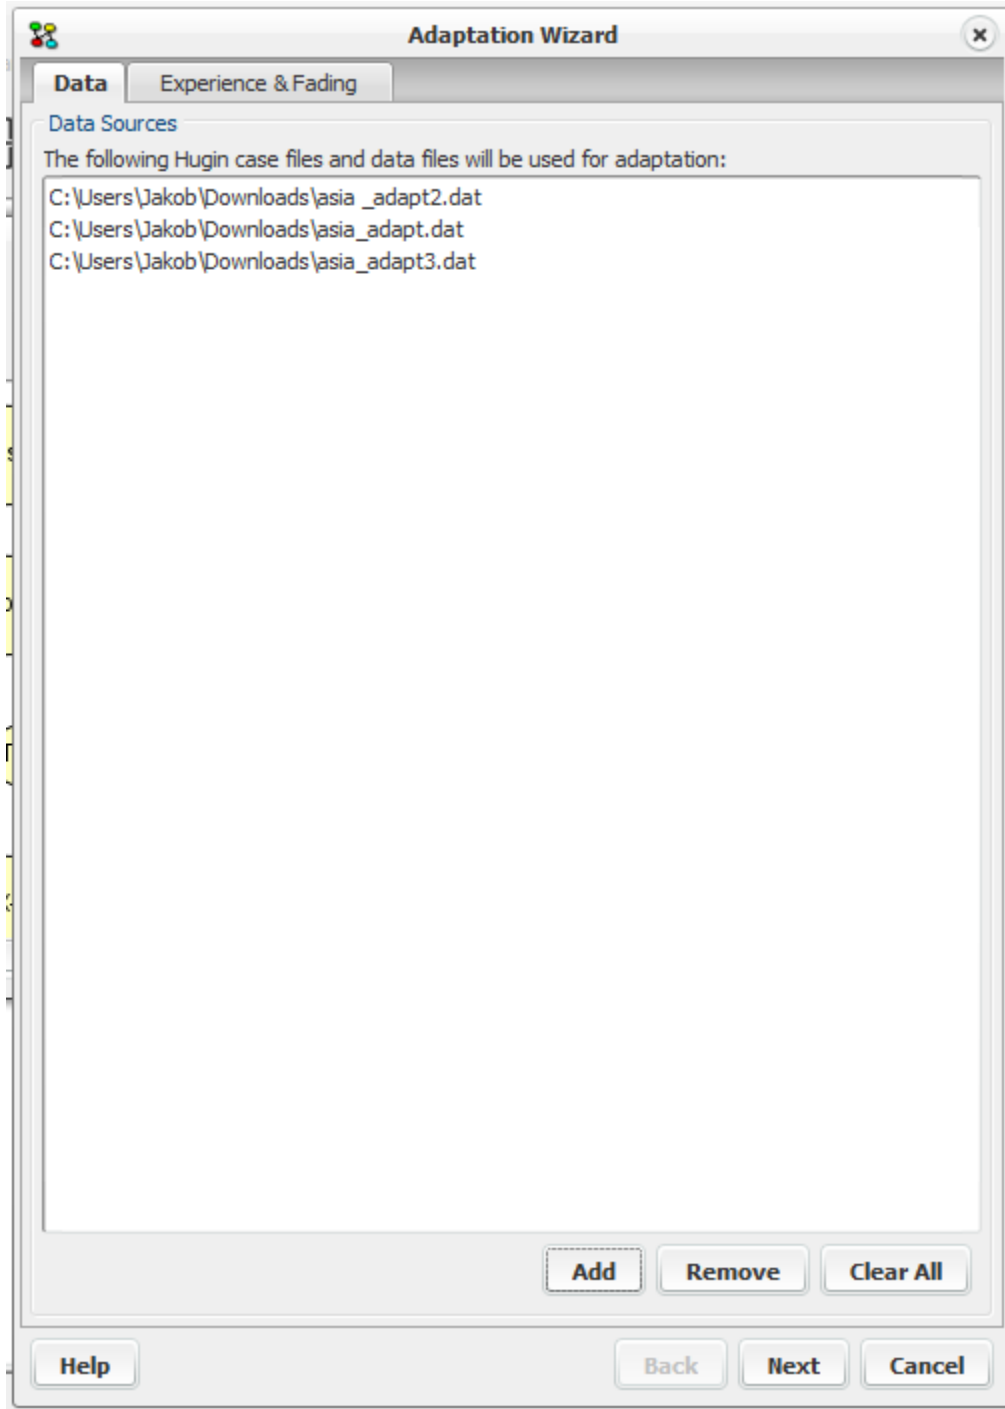 Adaptation Wizard
Data Experience & Fading
Data Sources
The following Hugin case files and data files will be used for adaptation:
C:\Users\Jakob\Downloads\asia _adapt2.dat
C:\Users\Jakob\Downloads\asia_adapt.dat
C:\Users\Jakob\Downloads\asia_adapt3.dat
Add Remove Clear All
Help Back Next Cancel